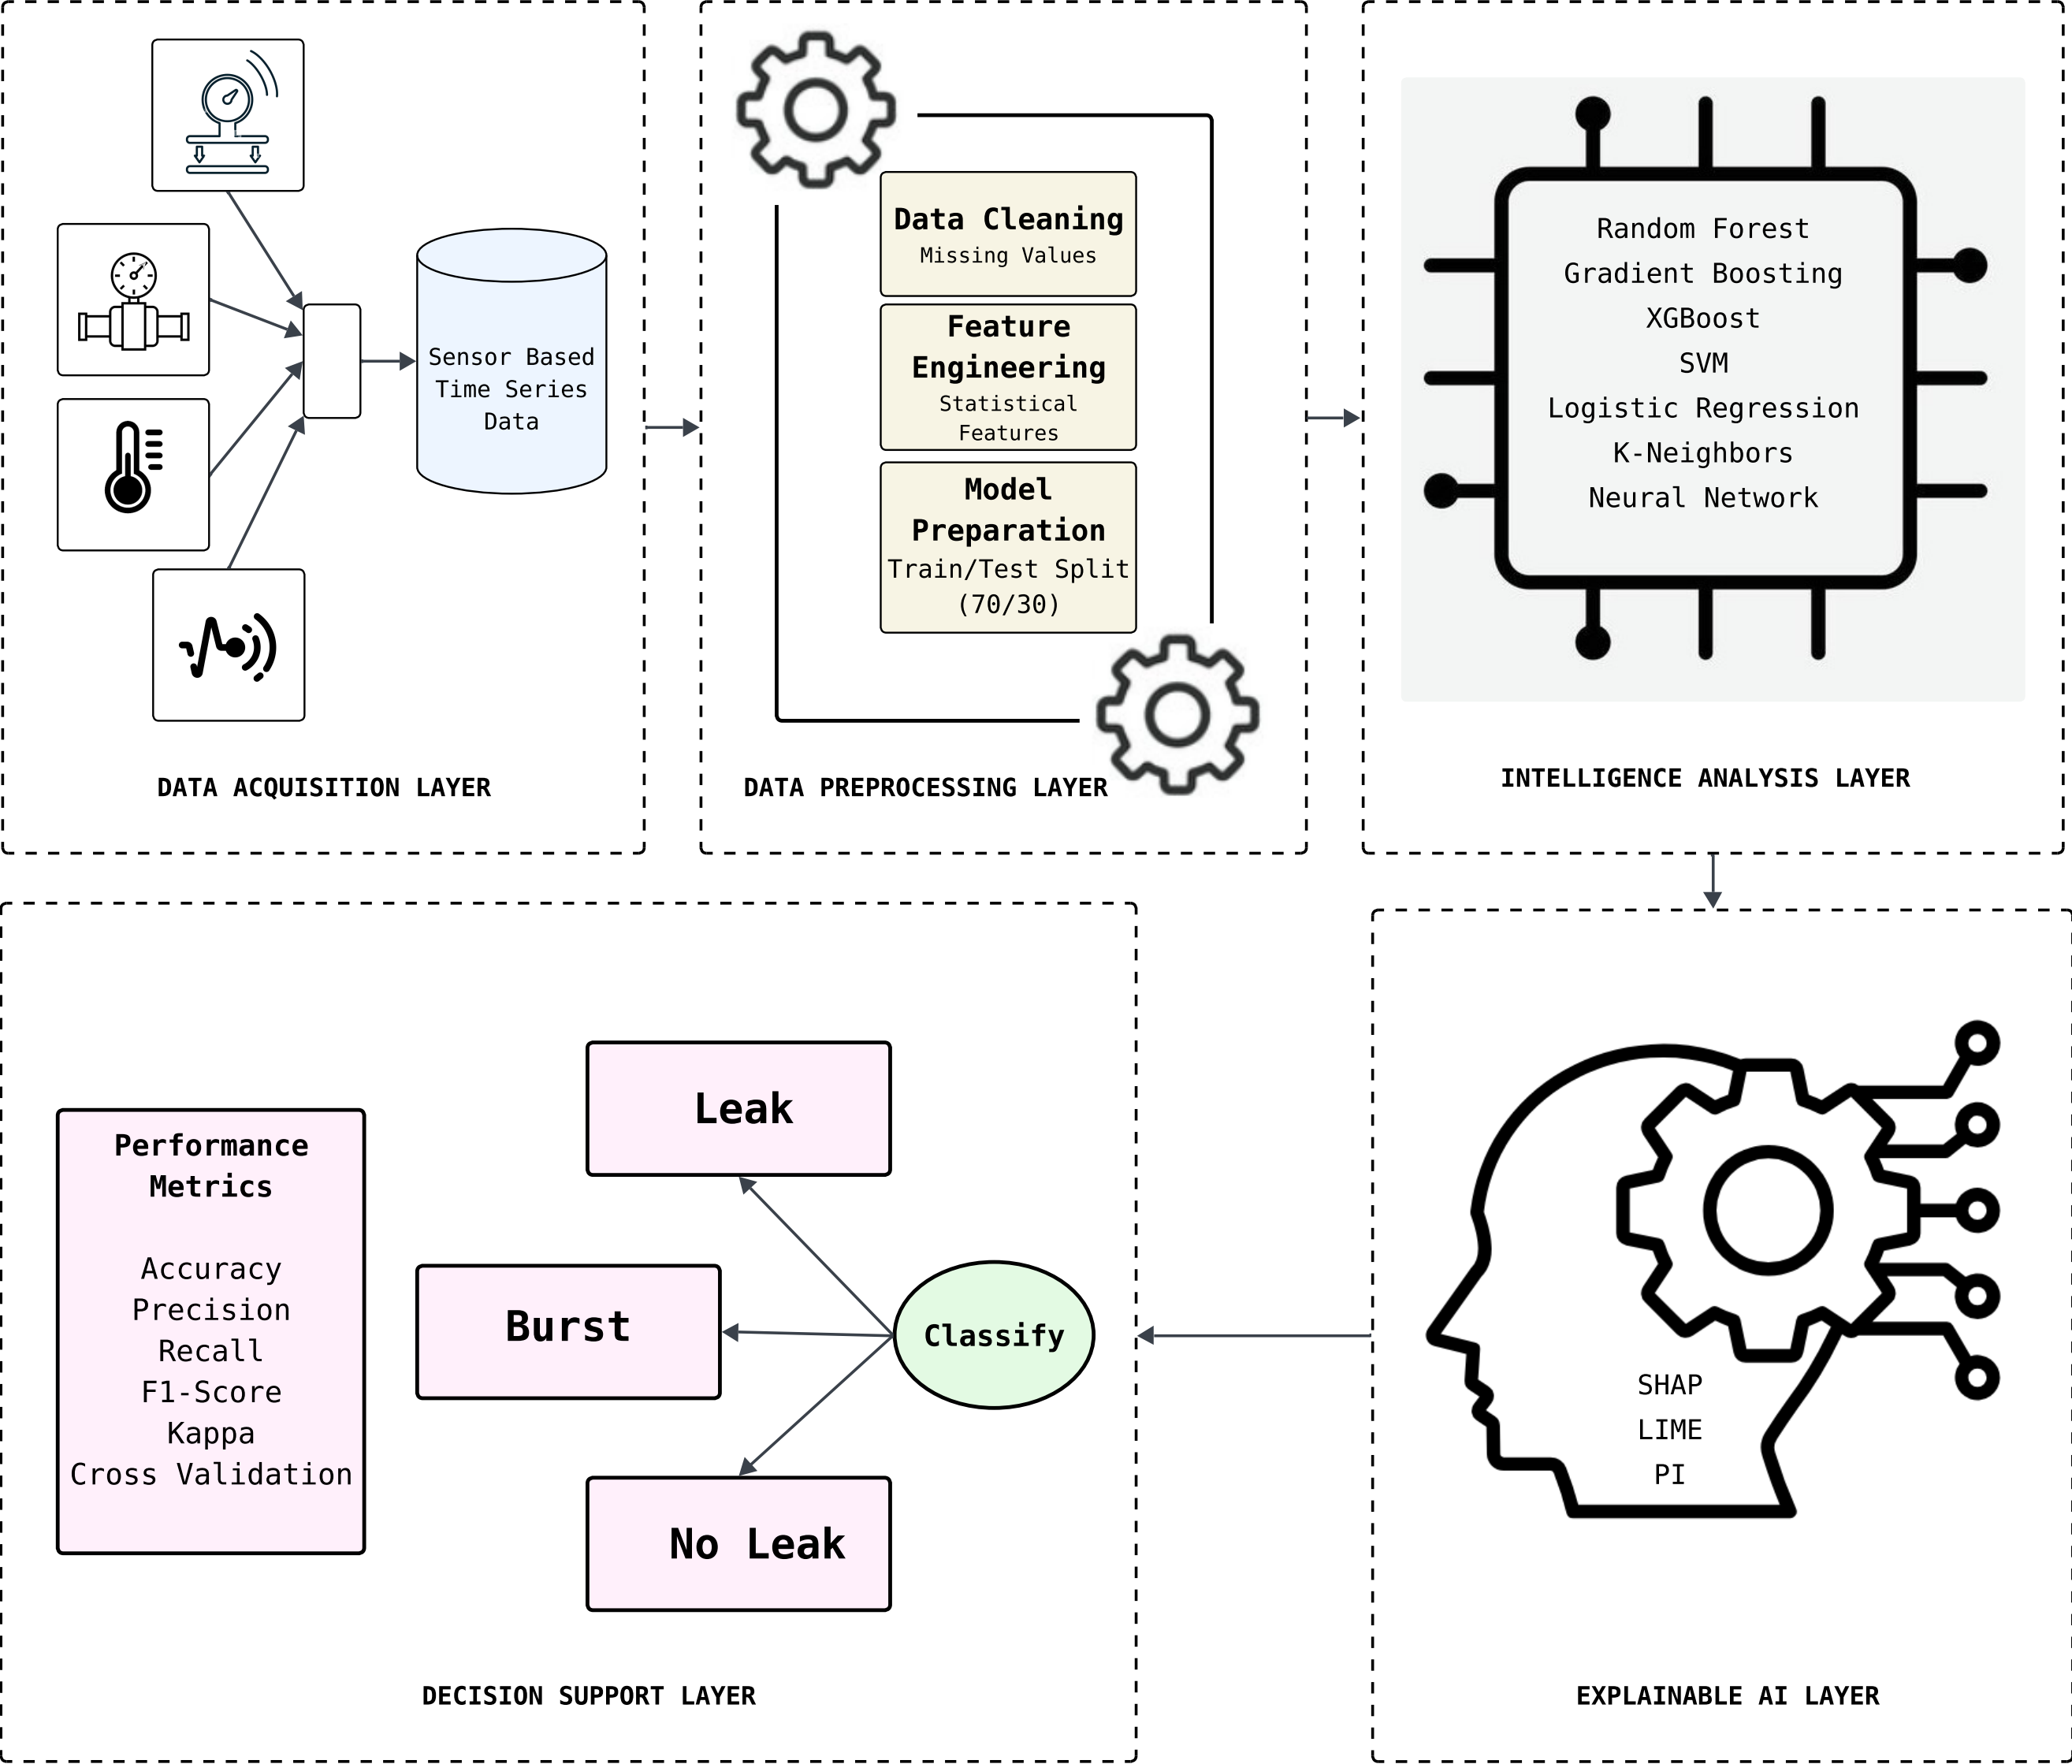 Sensor Based
Time Series
Data
DATA ACQUISITION LAYER
Data Cleaning
Missing Values
Feature
Engineering
Statistical
Features
Model
Preparation
Train/Test Split
(70/30)
DATA PREPROCESSING LAYER
Random Forest
Gradient Boosting
XGBoost
SVM
Logistic Regression
K-Neighbors
Neural Network
INTELLIGENCE ANALYSIS LAYER
Performance
Metrics
Accuracy
Precision
Recall
F1-Score
Kappa
Cross Validation
Leak
Burst
No Leak
Classify
DECISION SUPPORT LAYER
SHAP
LIME
PI
EXPLAINABLE AI LAYER